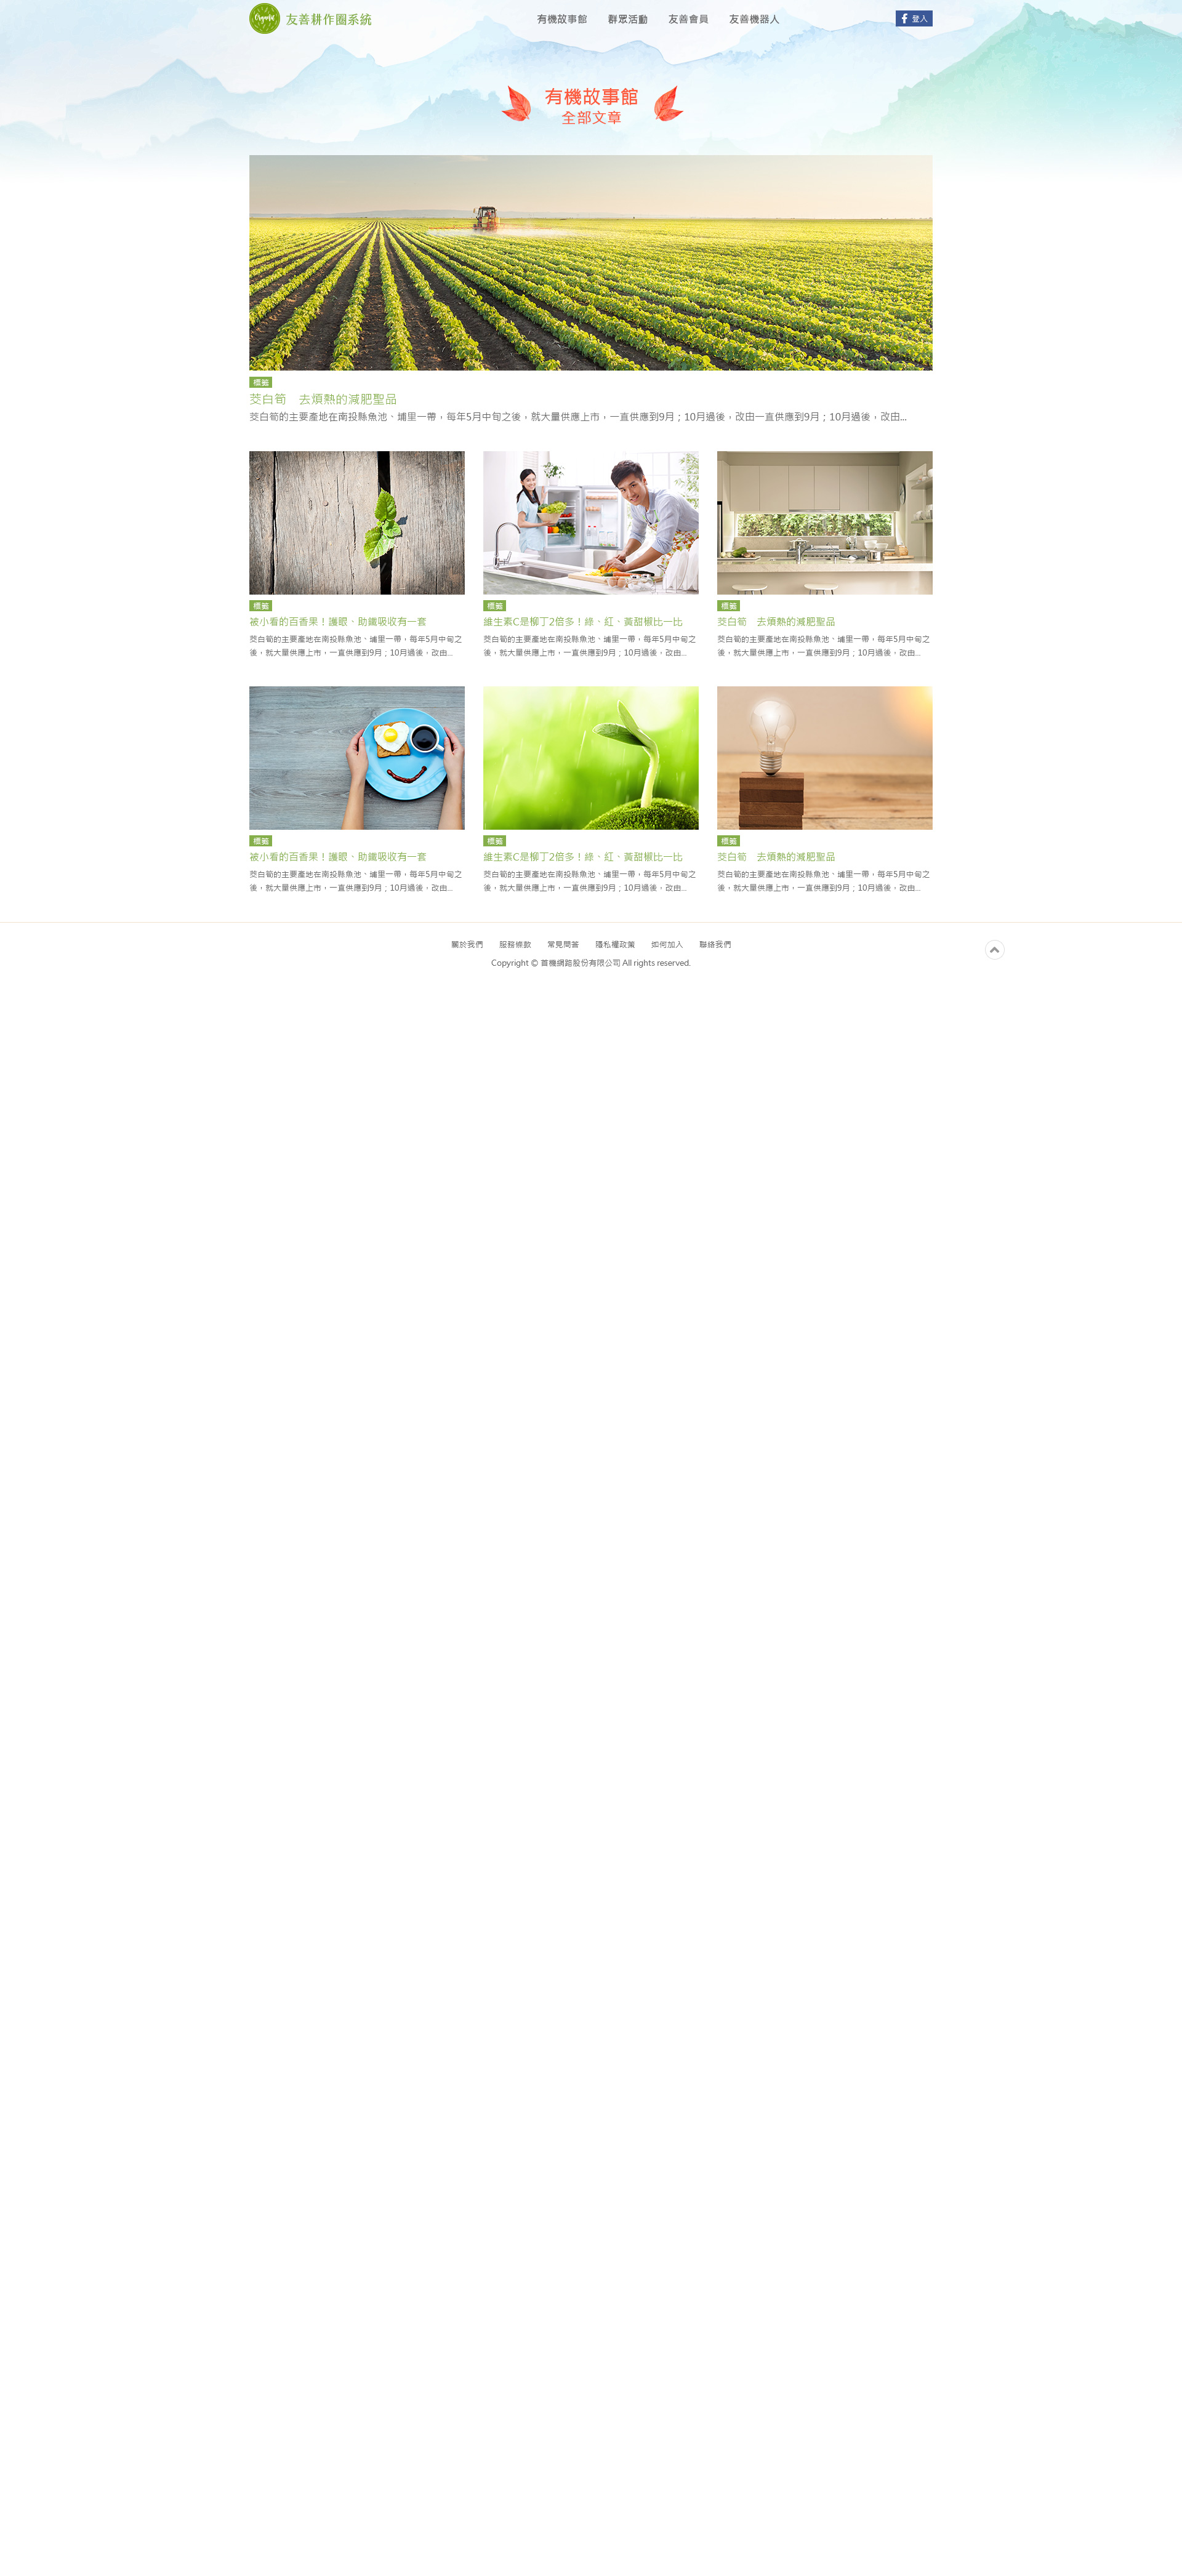 Organic
友善耕作圈系統
有機故事館
群眾活動
友善會員
友善機器人
登入
有機故事館
全部文章
標籤
茭白筍　去煩熱的減肥聖品
茭白筍的主要產地在南投縣魚池、埔里一帶，每年5月中旬之後，就大量供應上市，一直供應到9月；10月過後，改由一直供應到9月；10月過後，改由...
標籤
被小看的百香果！護眼、助鐵吸收有一套
茭白筍的主要產地在南投縣魚池、埔里一帶，每年5月中旬之
後，就大量供應上市，一直供應到9月；10月過後，改由...
標籤
維生素C是柳丁2倍多！綠、紅、黃甜椒比一比
茭白筍的主要產地在南投縣魚池、埔里一帶，每年5月中旬之
後，就大量供應上市，一直供應到9月；10月過後，改由...
標籤
茭白筍　去煩熱的減肥聖品
茭白筍的主要產地在南投縣魚池、埔里一帶，每年5月中旬之
後，就大量供應上市，一直供應到9月；10月過後，改由...
標籤
被小看的百香果！護眼、助鐵吸收有一套
茭白筍的主要產地在南投縣魚池、埔里一帶，每年5月中旬之
後，就大量供應上市，一直供應到9月；10月過後，改由...
標籤
維生素C是柳丁2倍多！綠、紅、黃甜椒比一比
茭白筍的主要產地在南投縣魚池、埔里一帶，每年5月中旬之
後，就大量供應上市，一直供應到9月；10月過後，改由...
標籤
茭白筍　去煩熱的減肥聖品
茭白筍的主要產地在南投縣魚池、埔里一帶，每年5月中旬之
後，就大量供應上市，一直供應到9月；10月過後，改由...
關於我們
服務條款
常見問答
隱私權政策
如何加入
聯絡我們
Copyright © 首機網路股份有限公司 All rights reserved.